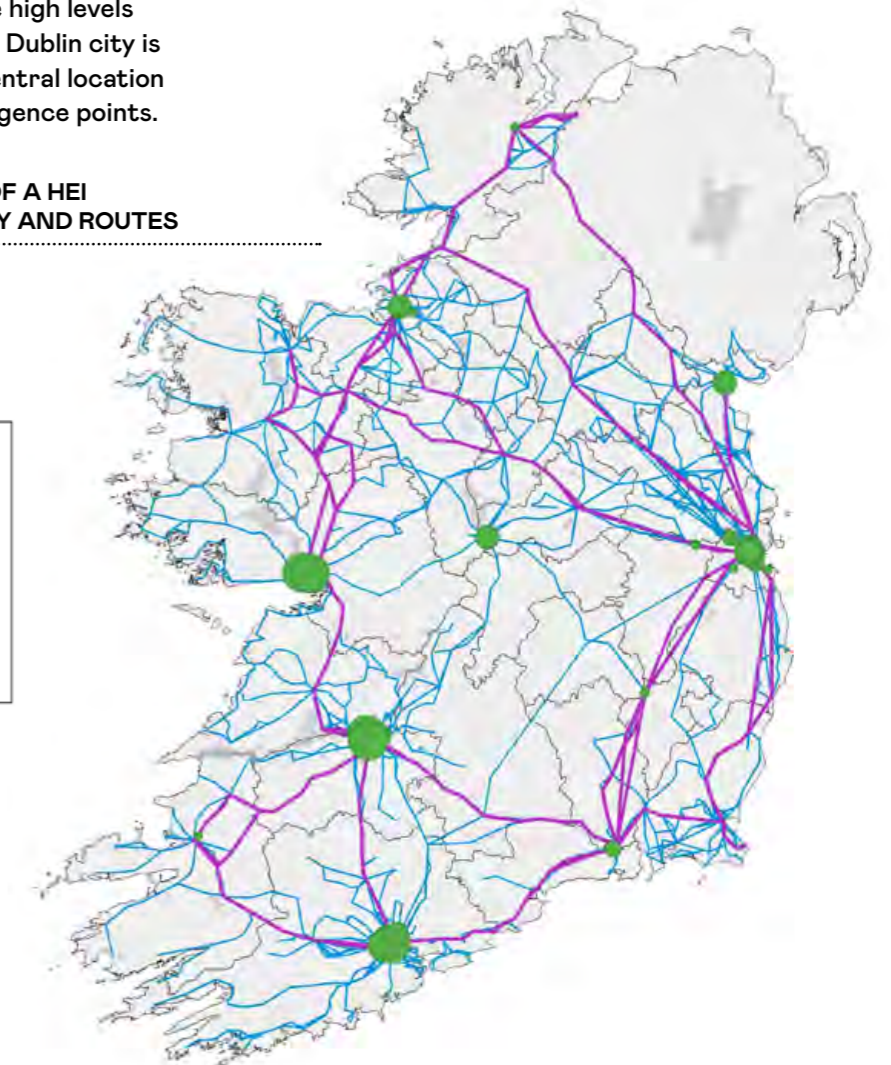 high levels
Dublin city is
entral location
gence points.
OF A HEI
Y AND ROUTES